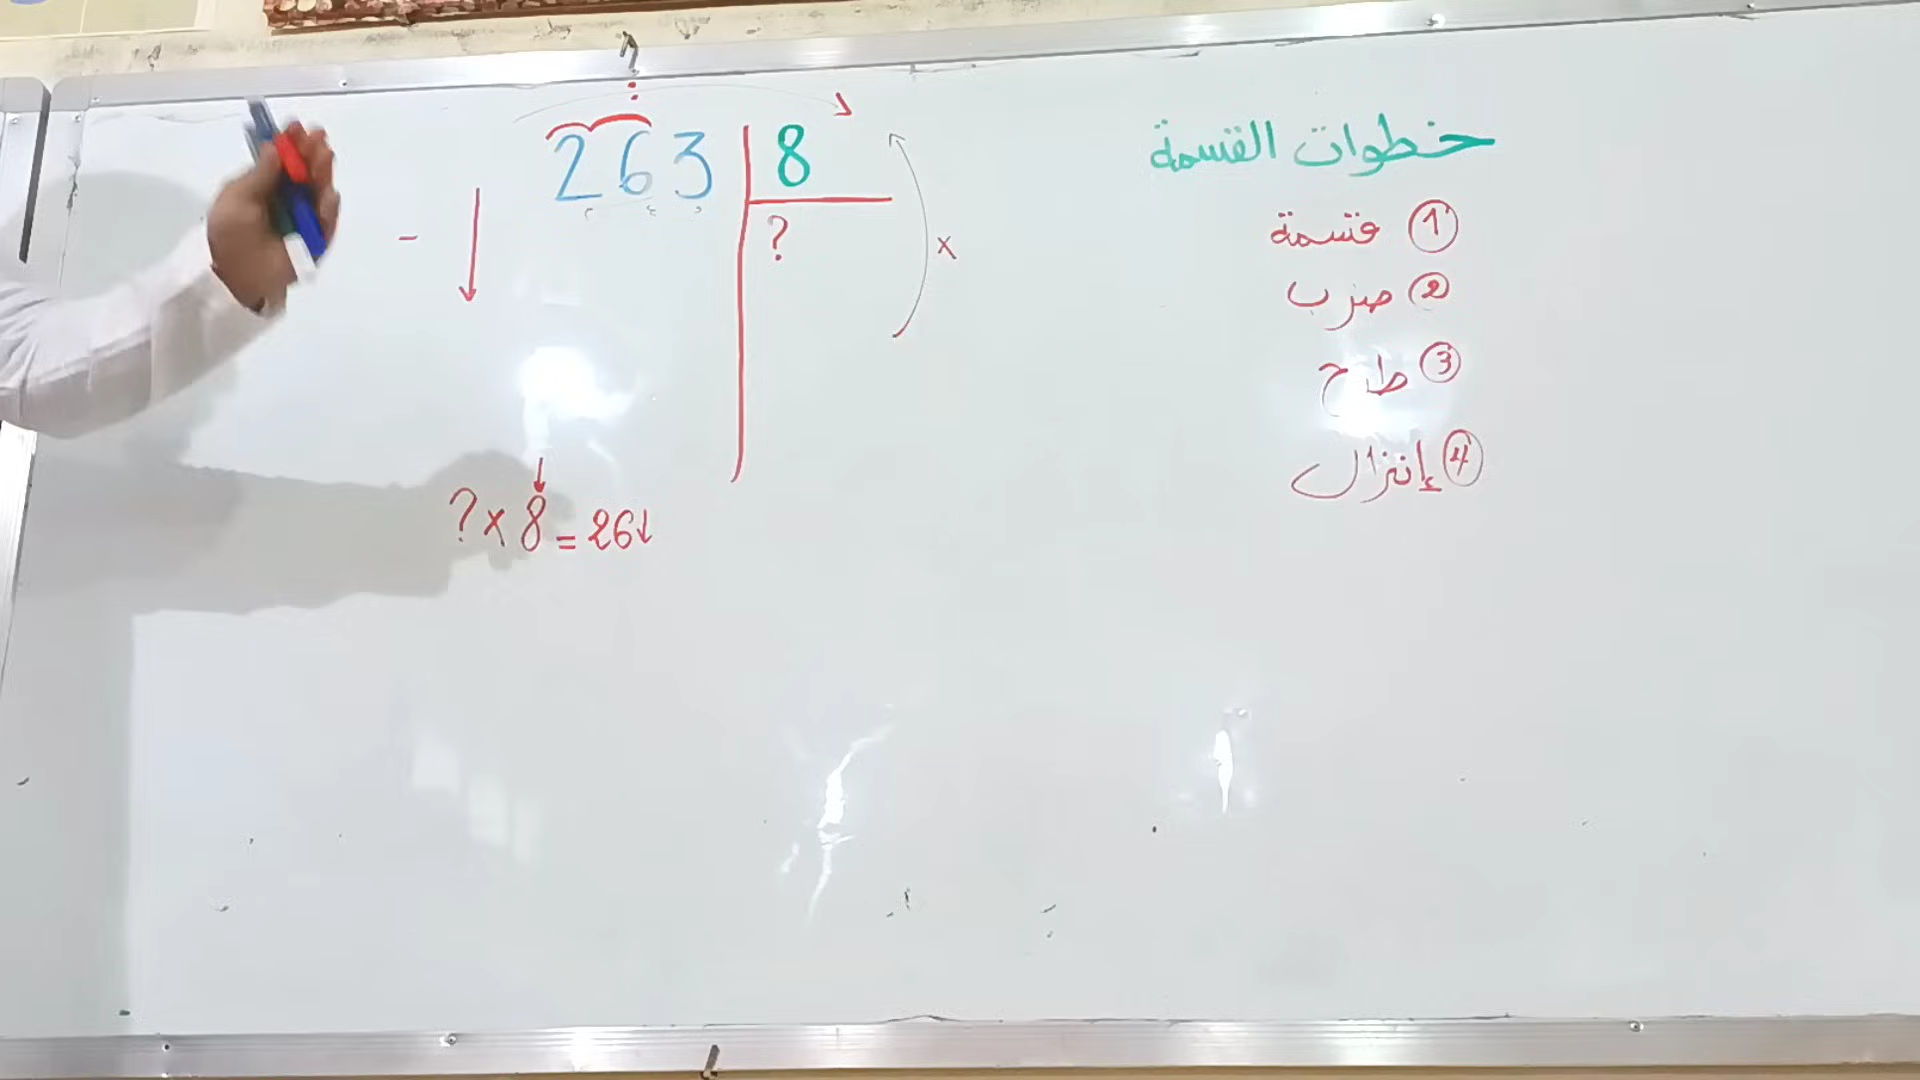 خطوات القسمة
① قسمة
② ضرب
③ طرح
④ إنزال
?
263 | 8
?
- ↓
x
? x 8 = 26↓